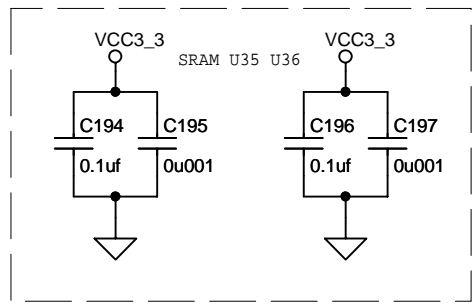 VCC3_3 VCC3_3
SRAM U35 U36
C194 C195 C196 C197
0.1uf 0u001 0.1uf 0u001